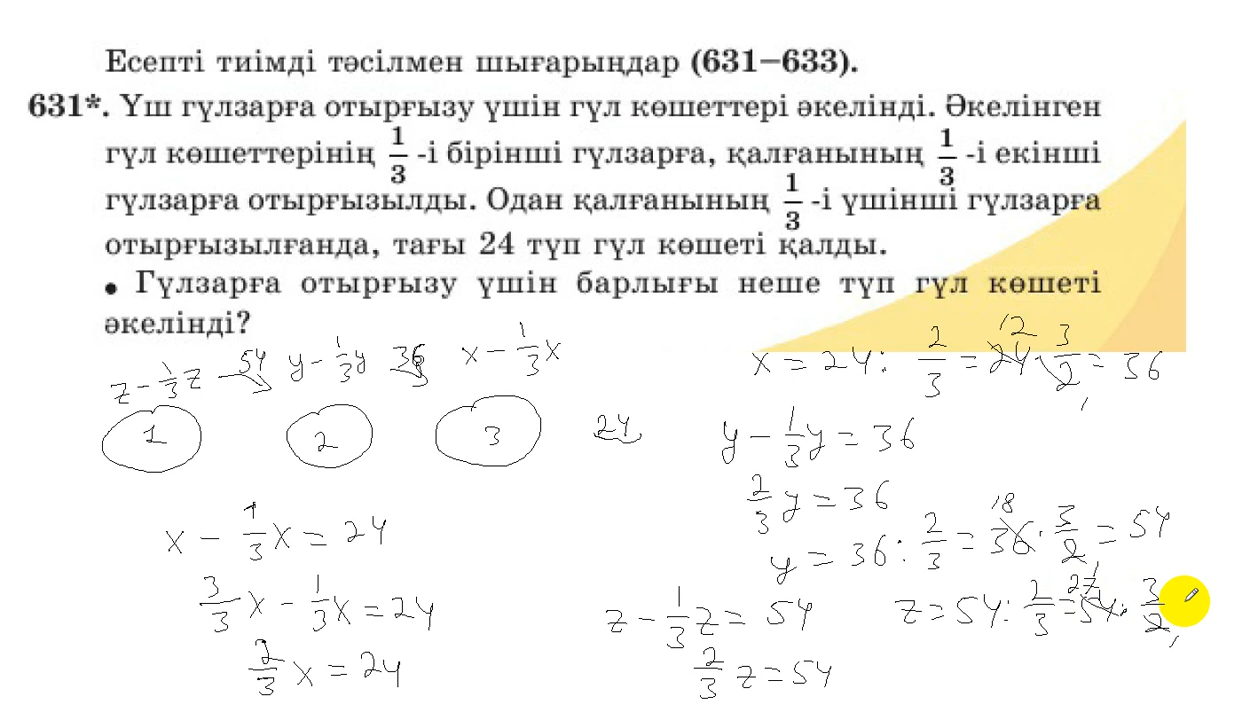 Есепті тиімді тәсілмен шығарыңдар (631–633).
631*. Үш гүлзарға отырғызу үшін гүл көшеттері әкелінді. Әкелінген
гүл көшеттерінің 1/3 -і бірінші гүлзарға, қалғанының 1/3 -і екінші
гүлзарға отырғызылды. Одан қалғанының 1/3 -і үшінші гүлзарға
отырғызылғанда, тағы 24 түп гүл көшеті қалды.
• Гүлзарға отырғызу үшін барлығы неше түп гүл көшеті
әкелінді?
z - 1/3 z 54 y - 1/3 y 36 x - 1/3 x
1 2 3 24
x - 1/3 x = 24
3/3 x - 1/3 x = 24
2/3 x = 24
x = 24 : 2/3 = 24 12 · 3/2 1 = 36
y - 1/3 y = 36
2/3 y = 36
y = 36 : 2/3 = 36 18 · 3/2 = 54
z - 1/3 z = 54
2/3 z = 54
z = 54 : 2/3 = 54 27 · 3/2 1